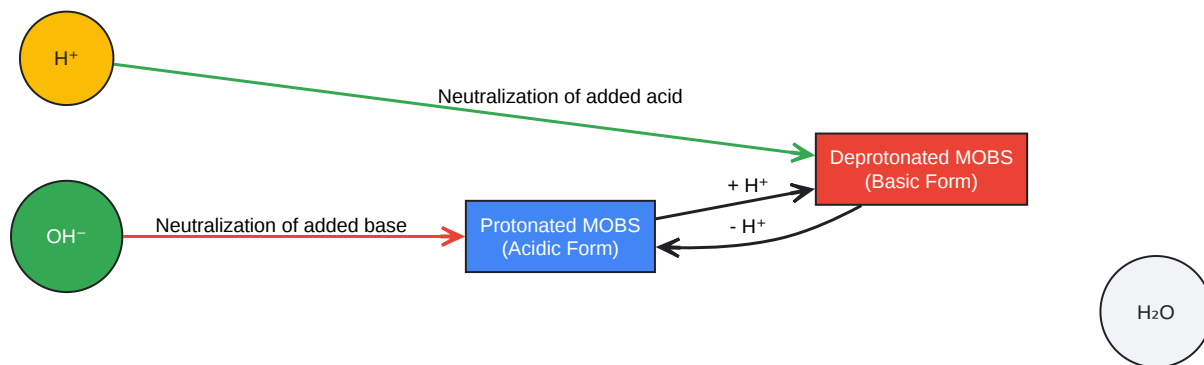 H⁺
Neutralization of added acid
Deprotonated MOBS
(Basic Form)
+ H⁺
OH⁻
Neutralization of added base
Protonated MOBS
(Acidic Form)
- H⁺
H₂O